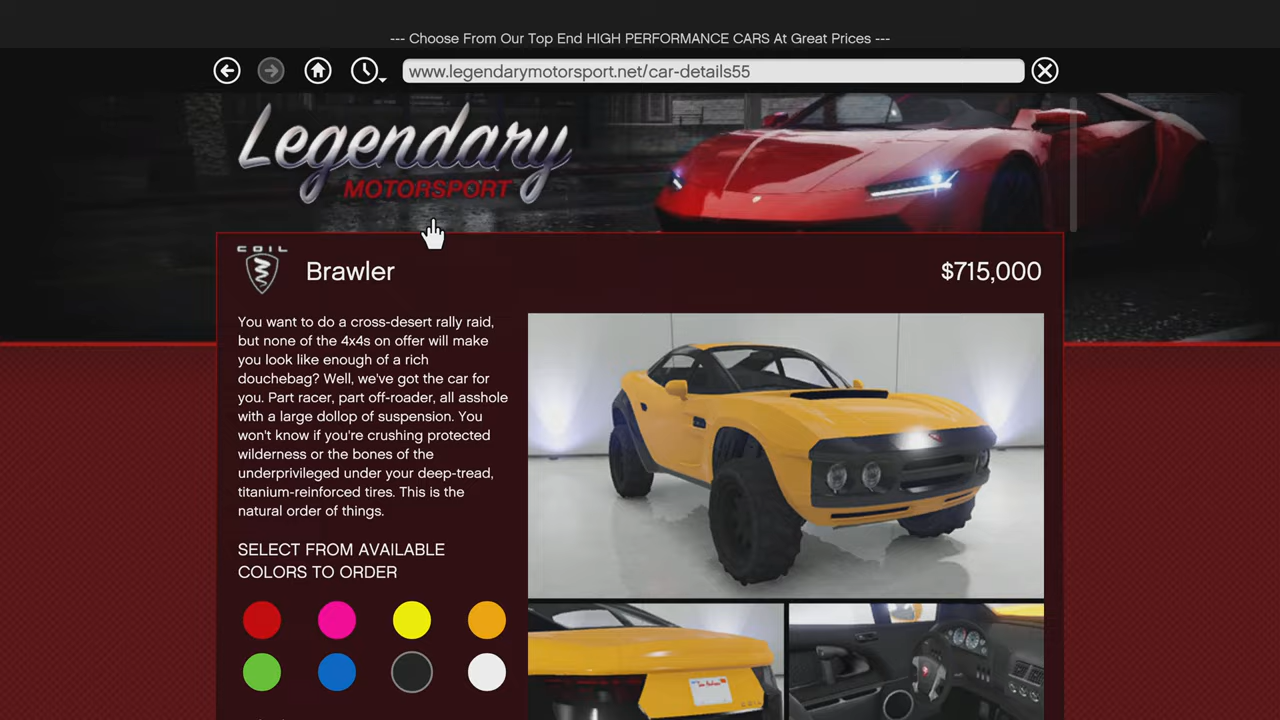 --- Choose From Our Top End HIGH PERFORMANCE CARS At Great Prices ---
www.legendarymotorsport.net/car-details55
Legendary
MOTORSPORT
COIL
Brawler
$715,000
You want to do a cross-desert rally raid,
but none of the 4x4s on offer will make
you look like enough of a rich
douchebag? Well, we've got the car for
you. Part racer, part off-roader, all asshole
with a large dollop of suspension. You
won't know if you're crushing protected
wilderness or the bones of the
underprivileged under your deep-tread,
titanium-reinforced tires. This is the
natural order of things.
SELECT FROM AVAILABLE
COLORS TO ORDER